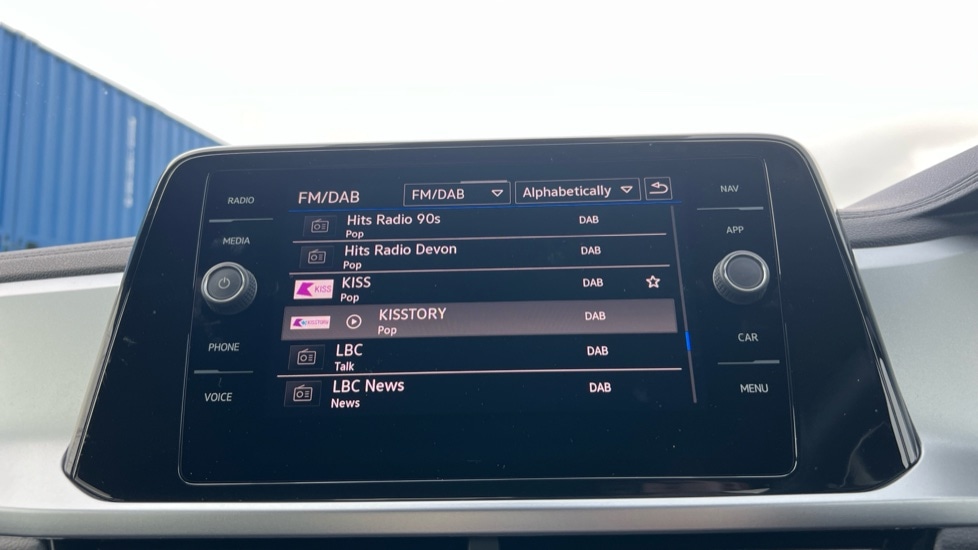 RADIO
MEDIA
PHONE
VOICE
FM/DAB
FM/DAB
Alphabetically
Hits Radio 90s
Pop
DAB
Hits Radio Devon
Pop
DAB
KISS
KISS
Pop
DAB
KISSTORY
KISSTORY
Pop
DAB
LBC
Talk
DAB
LBC News
News
DAB
NAV
APP
CAR
MENU